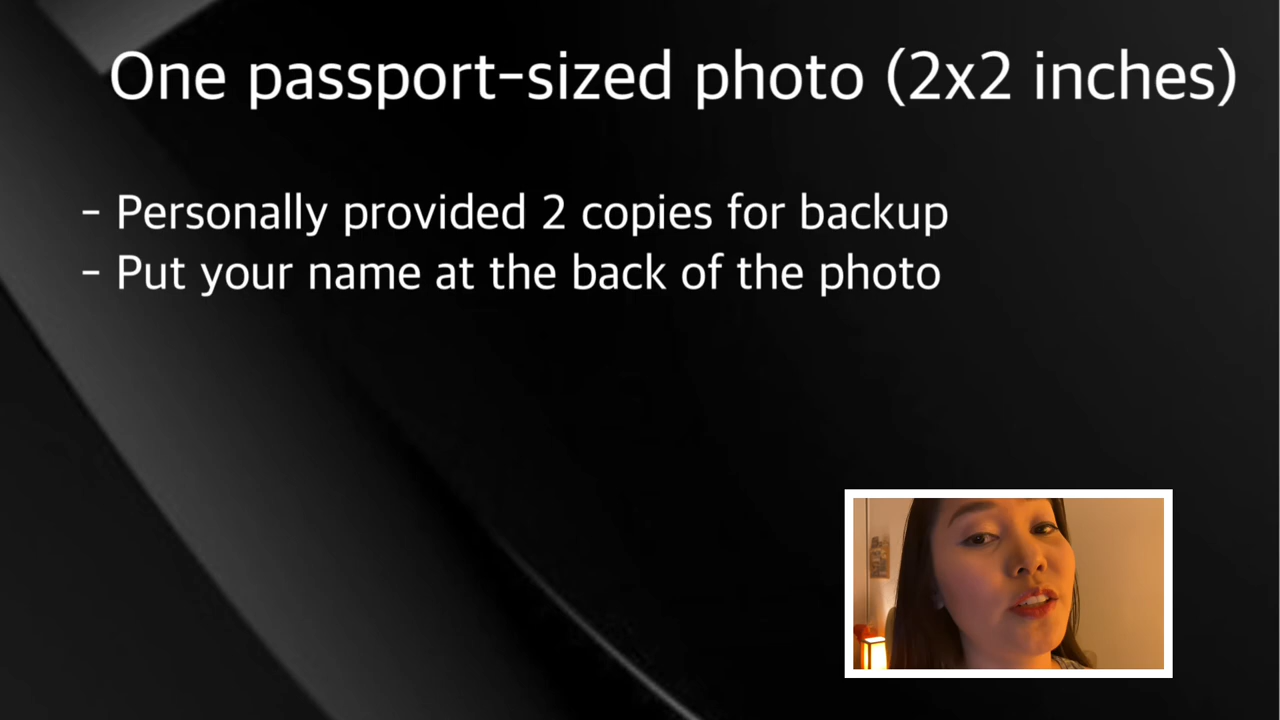 One passport-sized photo (2x2 inches)
- Personally provided 2 copies for backup
- Put your name at the back of the photo